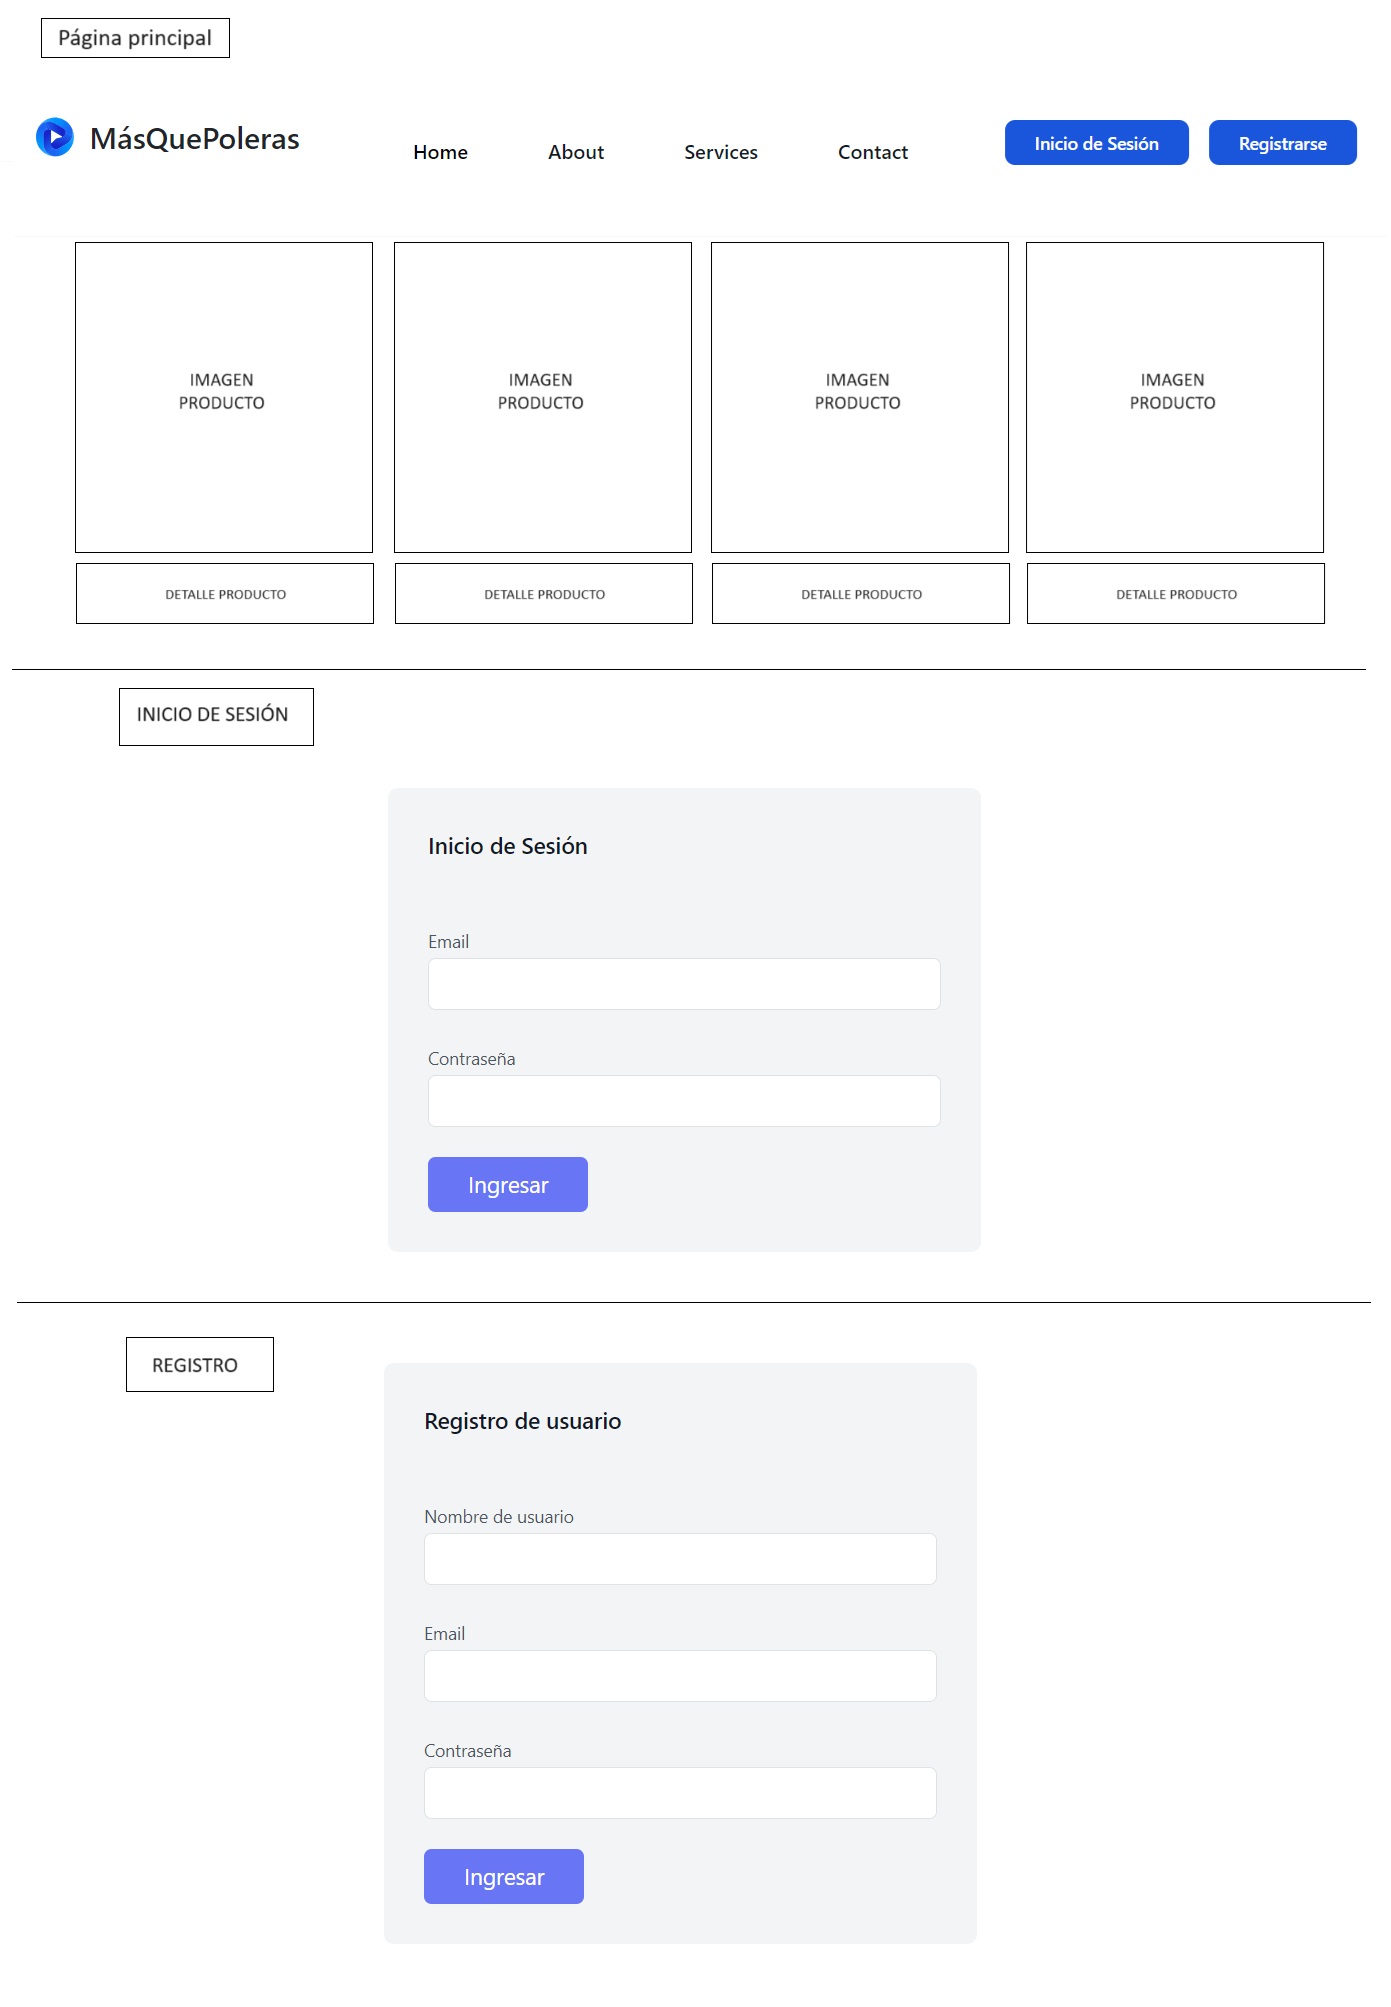 Página principal
MásQuePoleras
Home About Services Contact
Inicio de Sesión Registrarse
IMAGEN
PRODUCTO
IMAGEN
PRODUCTO
IMAGEN
PRODUCTO
IMAGEN
PRODUCTO
DETALLE PRODUCTO
DETALLE PRODUCTO
DETALLE PRODUCTO
DETALLE PRODUCTO
INICIO DE SESIÓN
Inicio de Sesión
Email
Contraseña
Ingresar
REGISTRO
Registro de usuario
Nombre de usuario
Email
Contraseña
Ingresar